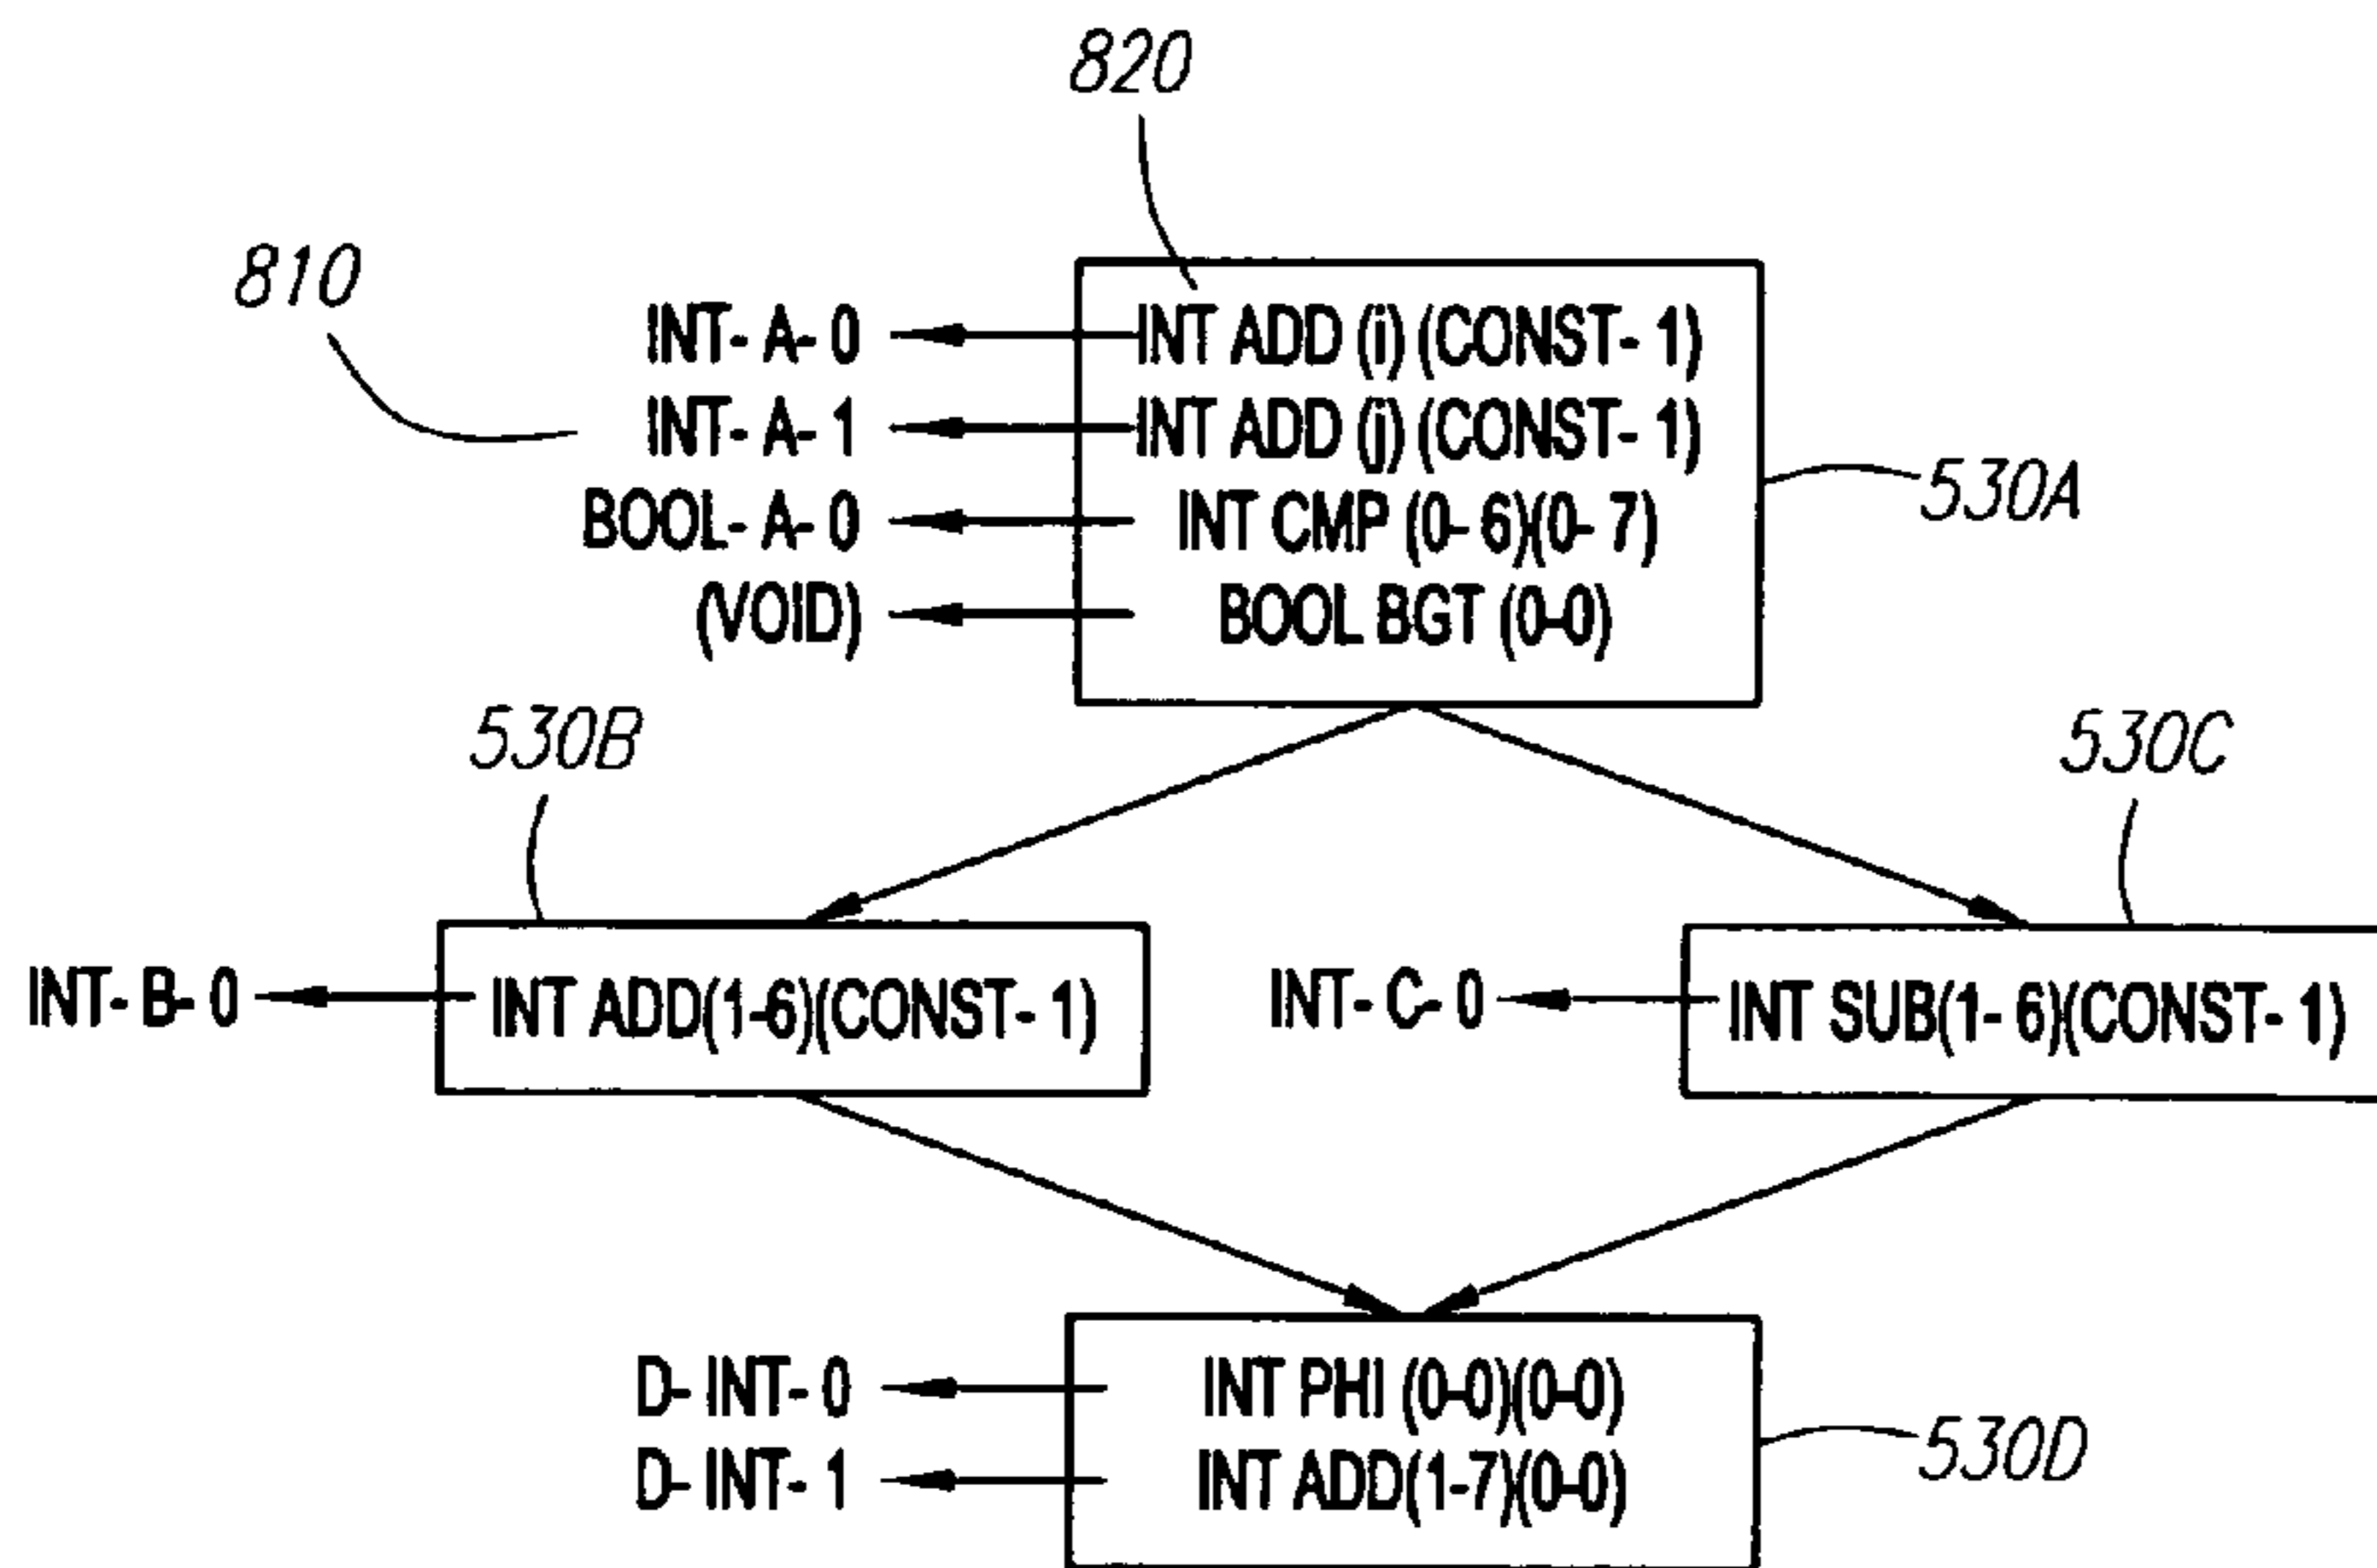 820
810
INT- A- 0 INT ADD (i) (CONST- 1)
INT- A- 1 INT ADD (j) (CONST- 1)
530A
BOOL- A- 0 INT CMP (0- 6)(0- 7)
(VOID) BOOL BGT (0-0)
530B 530C
INT- B- 0 INT ADD(1-6)(CONST- 1) INT- C- 0 INT SUB(1- 6)(CONST- 1)
D- INT- 0 INT PHI (0-0)(0-0)
530D
D- INT- 1 INT ADD(1-7)(0-0)